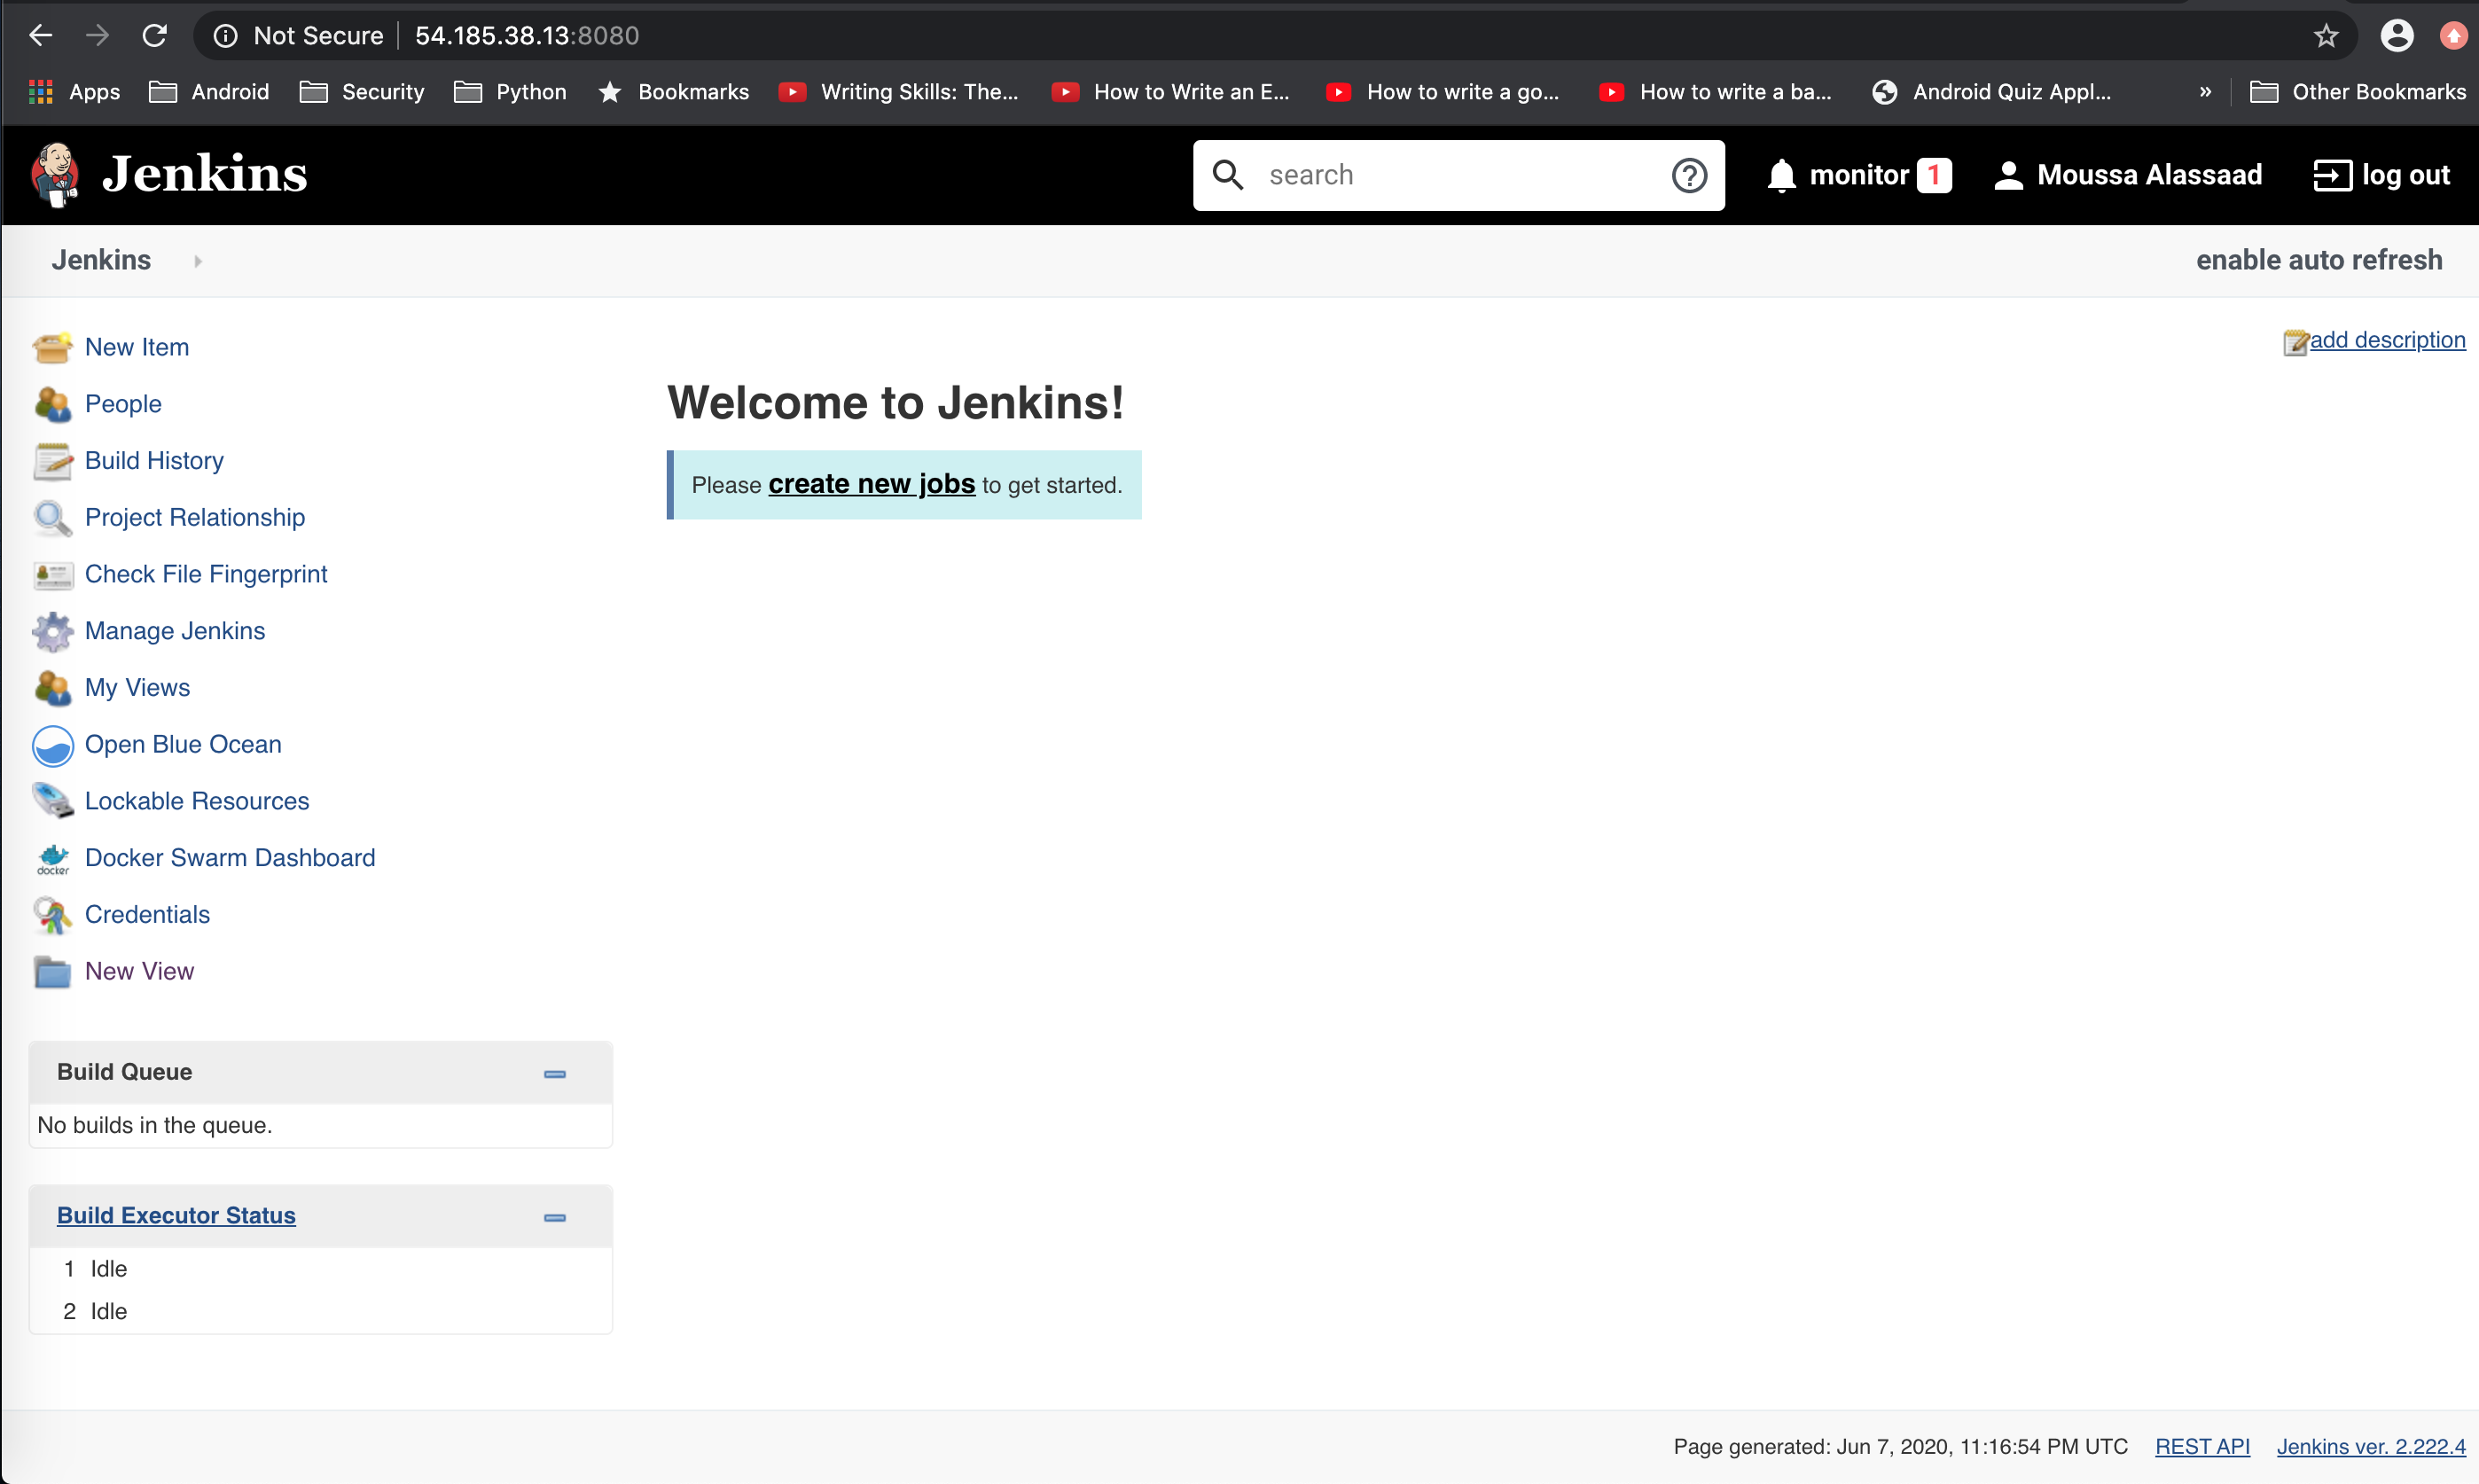 Not Secure | 54.185.38.13:8080
Apps Android Security Python Bookmarks Writing Skills: The... How to Write an E... How to write a go... How to write a ba... Android Quiz Appl... » Other Bookmarks
Jenkins search monitor 1 Moussa Alassaad log out
Jenkins enable auto refresh
add description
New Item
People
Build History
Project Relationship
Check File Fingerprint
Manage Jenkins
My Views
Open Blue Ocean
Lockable Resources
docker Docker Swarm Dashboard
Credentials
New View
Welcome to Jenkins!
Please create new jobs to get started.
Build Queue
No builds in the queue.
Build Executor Status
1 Idle
2 Idle
Page generated: Jun 7, 2020, 11:16:54 PM UTC REST API Jenkins ver. 2.222.4